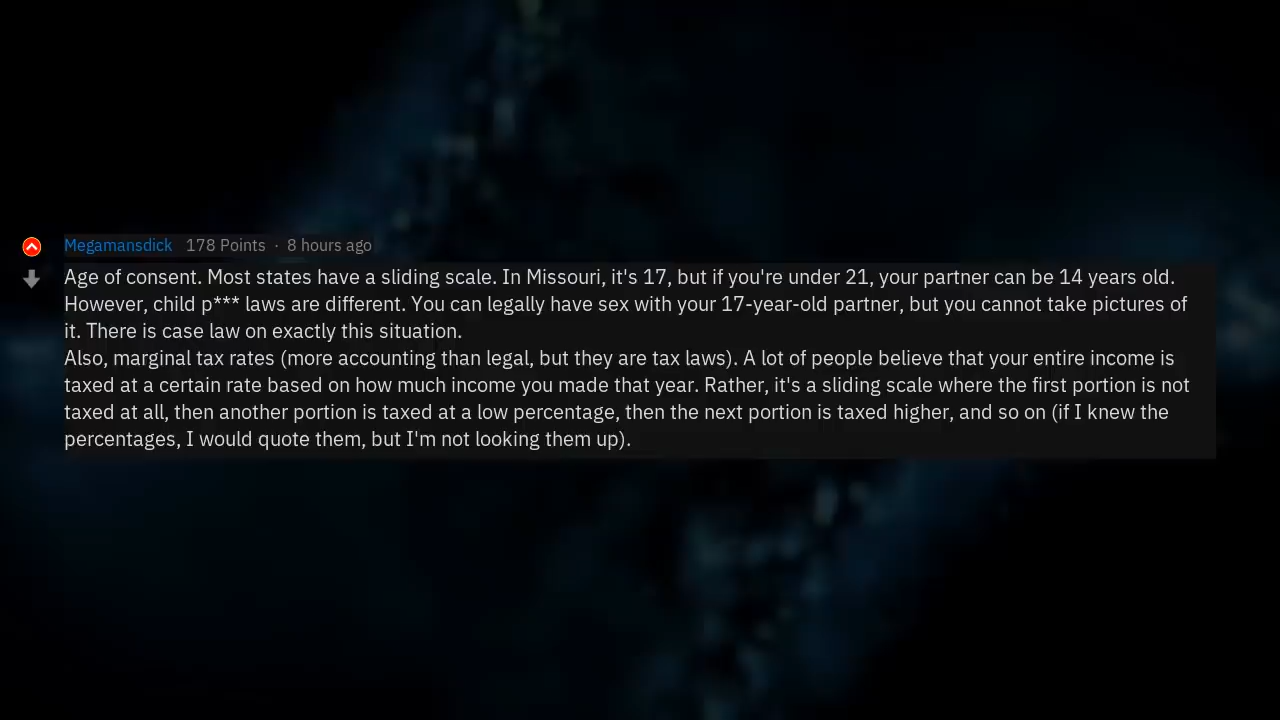 Megamansdick 178 Points · 8 hours ago
Age of consent. Most states have a sliding scale. In Missouri, it's 17, but if you're under 21, your partner can be 14 years old.
However, child p*** laws are different. You can legally have sex with your 17-year-old partner, but you cannot take pictures of
it. There is case law on exactly this situation.
Also, marginal tax rates (more accounting than legal, but they are tax laws). A lot of people believe that your entire income is
taxed at a certain rate based on how much income you made that year. Rather, it's a sliding scale where the first portion is not
taxed at all, then another portion is taxed at a low percentage, then the next portion is taxed higher, and so on (if I knew the
percentages, I would quote them, but I'm not looking them up).